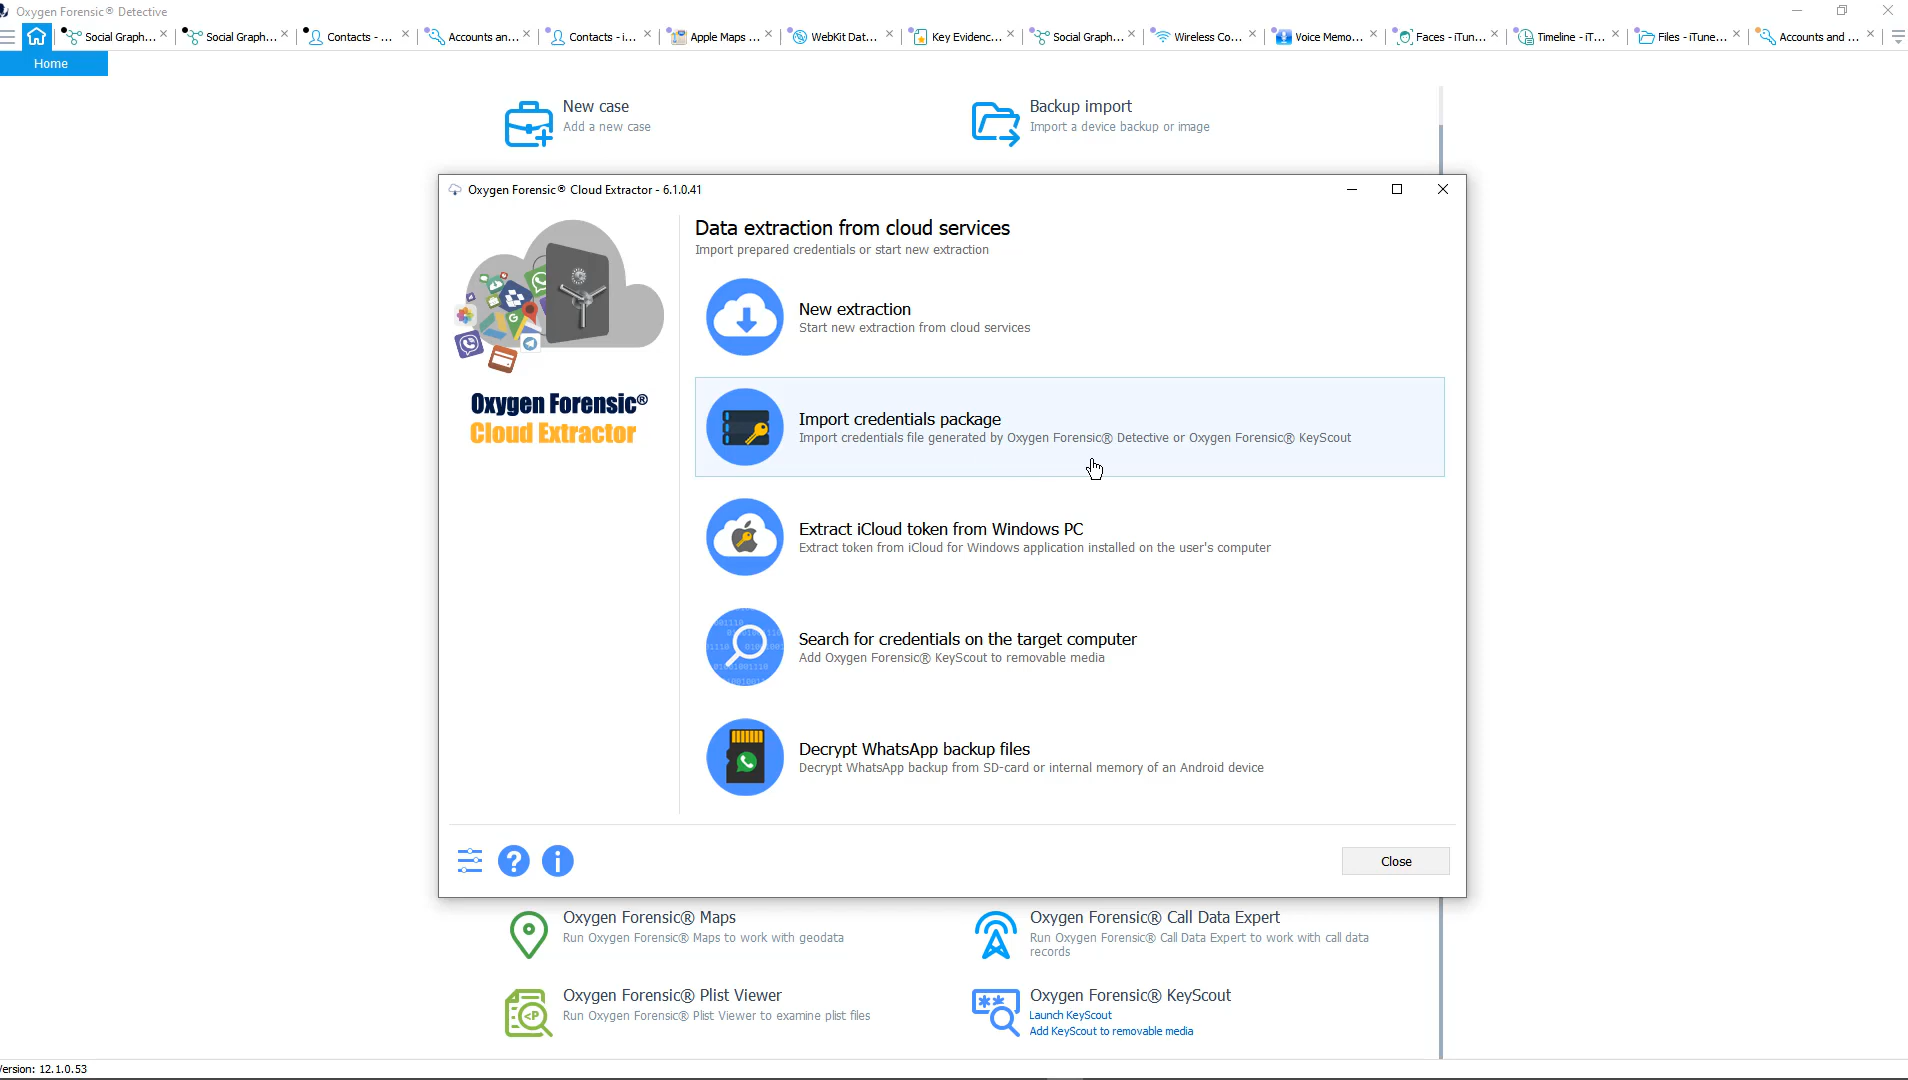 Oxygen Forensic® Detective
Social Graph...
Social Graph...
Contacts - ...
Accounts an...
Contacts - i...
Apple Maps ...
WebKit Dat...
Key Evidenc...
Social Graph...
Wireless Co...
Voice Memo...
Faces - iTun...
Timeline - iT...
Files - iTune...
Accounts and ...
Home
New case
Add a new case
Backup import
Import a device backup or image
Oxygen Forensic® Cloud Extractor - 6.1.0.41
Oxygen Forensic®
Cloud Extractor
Data extraction from cloud services
Import prepared credentials or start new extraction
New extraction
Start new extraction from cloud services
Import credentials package
Import credentials file generated by Oxygen Forensic® Detective or Oxygen Forensic® KeyScout
Extract iCloud token from Windows PC
Extract token from iCloud for Windows application installed on the user's computer
Search for credentials on the target computer
Add Oxygen Forensic® KeyScout to removable media
Decrypt WhatsApp backup files
Decrypt WhatsApp backup from SD-card or internal memory of an Android device
Close
Oxygen Forensic® Maps
Run Oxygen Forensic® Maps to work with geodata
Oxygen Forensic® Call Data Expert
Run Oxygen Forensic® Call Data Expert to work with call data
records
Oxygen Forensic® Plist Viewer
Run Oxygen Forensic® Plist Viewer to examine plist files
Oxygen Forensic® KeyScout
Launch KeyScout
Add KeyScout to removable media
ersion: 12.1.0.53